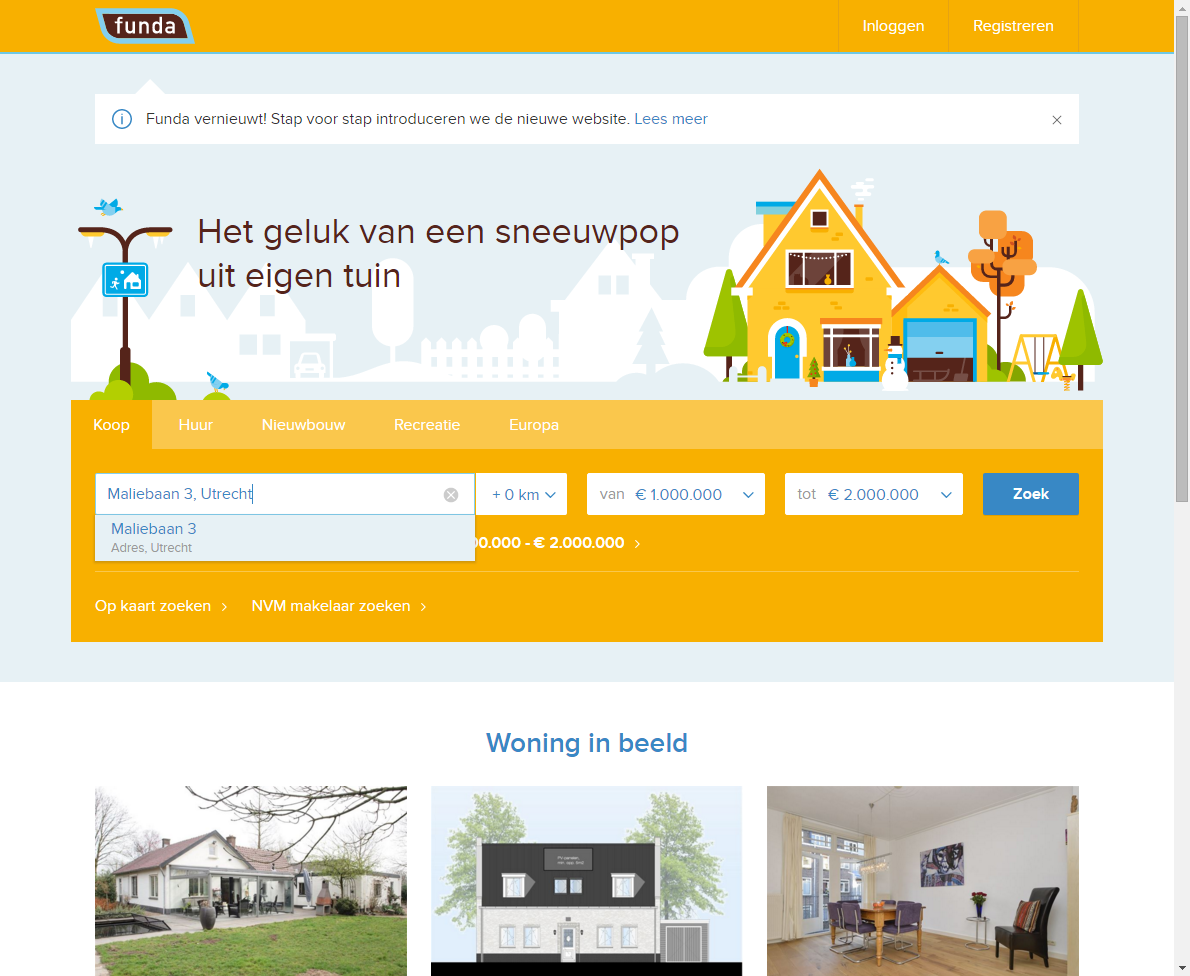 funda
Inloggen
Registreren
Funda vernieuwt! Stap voor stap introduceren we de nieuwe website. Lees meer
Het geluk van een sneeuwpop
uit eigen tuin
Koop
Huur
Nieuwbouw
Recreatie
Europa
Maliebaan 3, Utrecht
+ 0 km
van € 1.000.000
tot € 2.000.000
Zoek
Maliebaan 3
Adres, Utrecht
00.000 - € 2.000.000
Op kaart zoeken
NVM makelaar zoeken
Woning in beeld